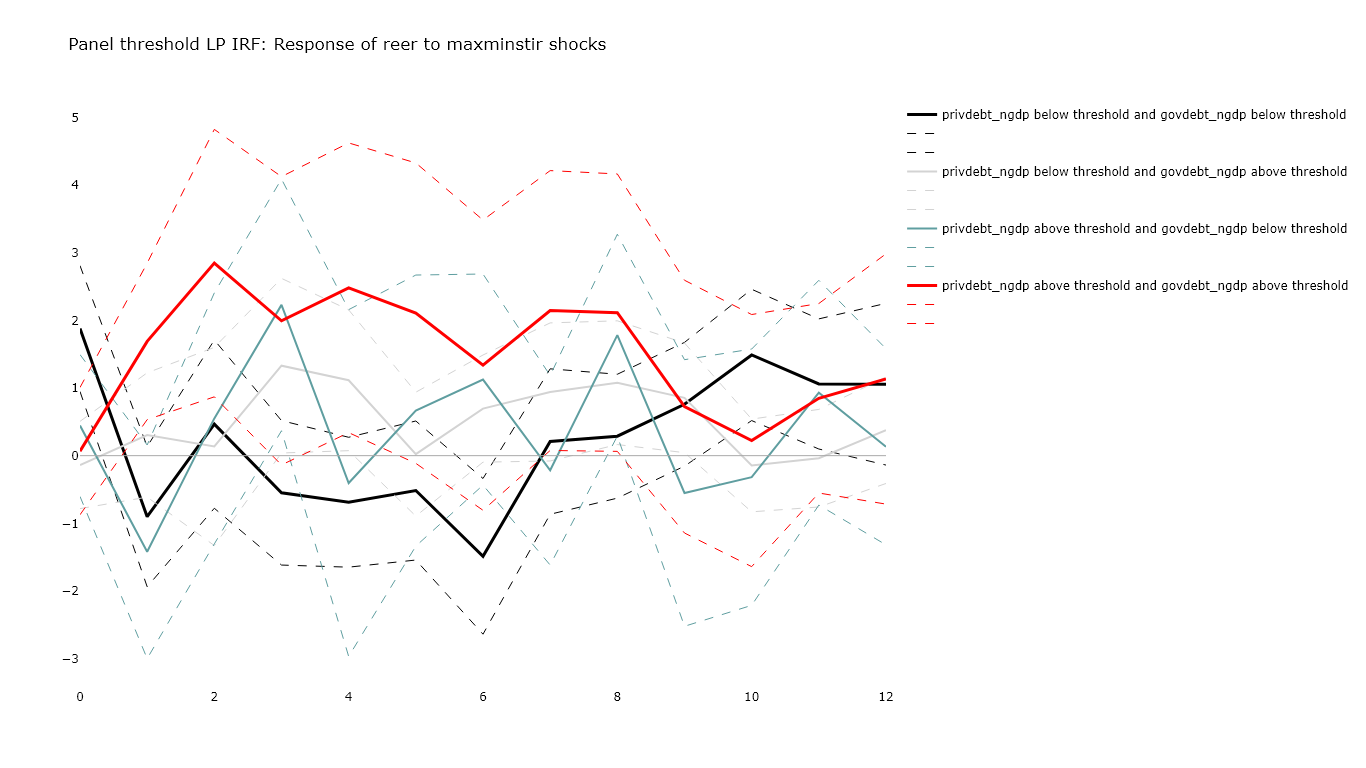 Panel threshold LP IRF: Response of reer to maxminstir shocks
5
4
3
2
1
0
−1
−2
−3
0 2 4 6 8 10 12
privdebt_ngdp below threshold and govdebt_ngdp below threshold
privdebt_ngdp below threshold and govdebt_ngdp above threshold
privdebt_ngdp above threshold and govdebt_ngdp below threshold
privdebt_ngdp above threshold and govdebt_ngdp above threshold